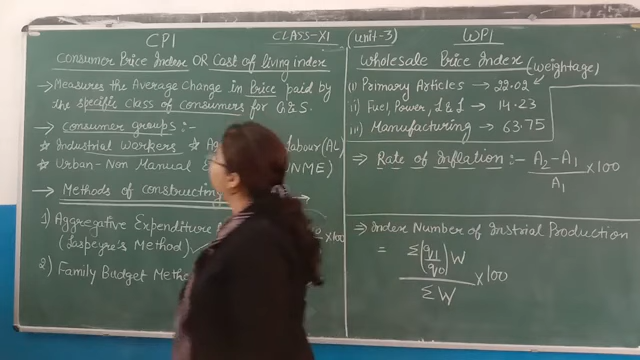 CPI
CLASS-XI
(unit-3)
WPI
Consumer Price Index OR Cost of living index
→ Measures the Average Change in Price paid by
the specific class of Consumers for G & S.
→ Consumer groups :-
☆ Industrial Workers ☆ Labour (AL)
☆ Urban - Non Manual NME)
→ Methods of constructing
1) Aggregative Expenditure
(Laspeyre's Method)
x100
2) Family Budget
Wholesale Price Index (weightage)
(i) Primary Articles → 22.02
ii) Fuel, Power, L & L → 14.23
iii) Manufacturing → 63.75
⇒ Rate of Inflation :- A2 - A1 / A1 x 100
⇒ Index Number of Instrial Production
= Σ(q1/q0)W / ΣW x 100